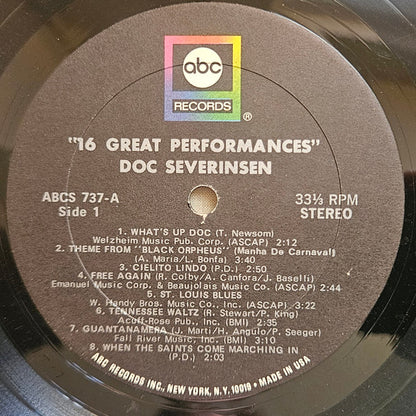 abc
RECORDS
®
"16 GREAT PERFORMANCES"
DOC SEVERINSEN
ABCS 737-A
Side 1
33⅓ RPM
STEREO
1. WHAT'S UP DOC (T. Newsom)
Welzheim Music Pub. Corp. (ASCAP) 2:12
2. THEME FROM "BLACK ORPHEUS" (Manha De Carnaval)
(A. Maria/L. Bonfa) 3:40
3. CIELITO LINDO (P.D.) 2:50
4. FREE AGAIN (R. Colby/A. Canfora/J. Baselli)
Emanuel Music Corp. & Beaujolais Music Co. (ASCAP) 2:44
5. ST. LOUIS BLUES
W. Handy Bros. Music Co., Inc. (ASCAP) 3:22
6. TENNESSEE WALTZ (R. Stewart/P. King)
Acuff-Rose Pub., Inc. (BMI) 2:35
7. GUANTANAMERA (J. Marti/H. Angulo/P. Seeger)
Fall River Music, Inc. (BMI) 3:10
8. WHEN THE SAINTS COME MARCHING IN
(P.D.) 2:03
ABC RECORDS INC., NEW YORK, N.Y. 10019 • MADE IN USA